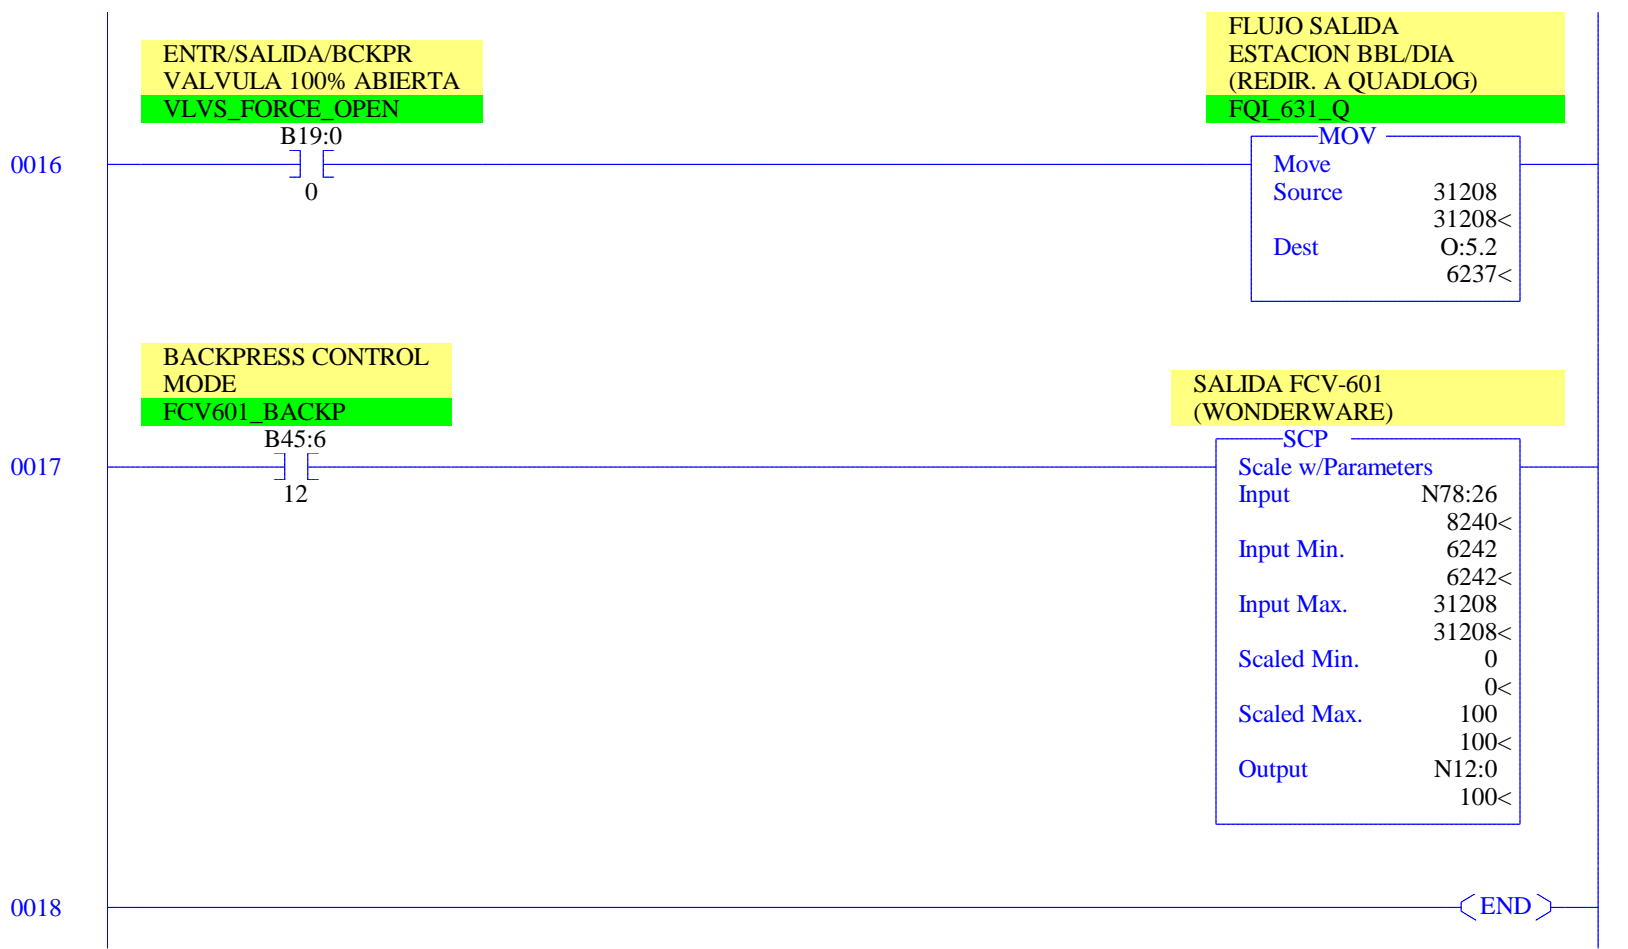 ENTR/SALIDA/BCKPR
VALVULA 100% ABIERTA
VLVS_FORCE_OPEN
B19:0
0
0016
FLUJO SALIDA
ESTACION BBL/DIA
(REDIR. A QUADLOG)
FQI_631_Q
MOV
Move
Source 31208
31208<
Dest O:5.2
6237<
BACKPRESS CONTROL
MODE
FCV601_BACKP
B45:6
12
0017
SALIDA FCV-601
(WONDERWARE)
SCP
Scale w/Parameters
Input N78:26
8240<
Input Min. 6242
6242<
Input Max. 31208
31208<
Scaled Min. 0
0<
Scaled Max. 100
100<
Output N12:0
100<
0018
END